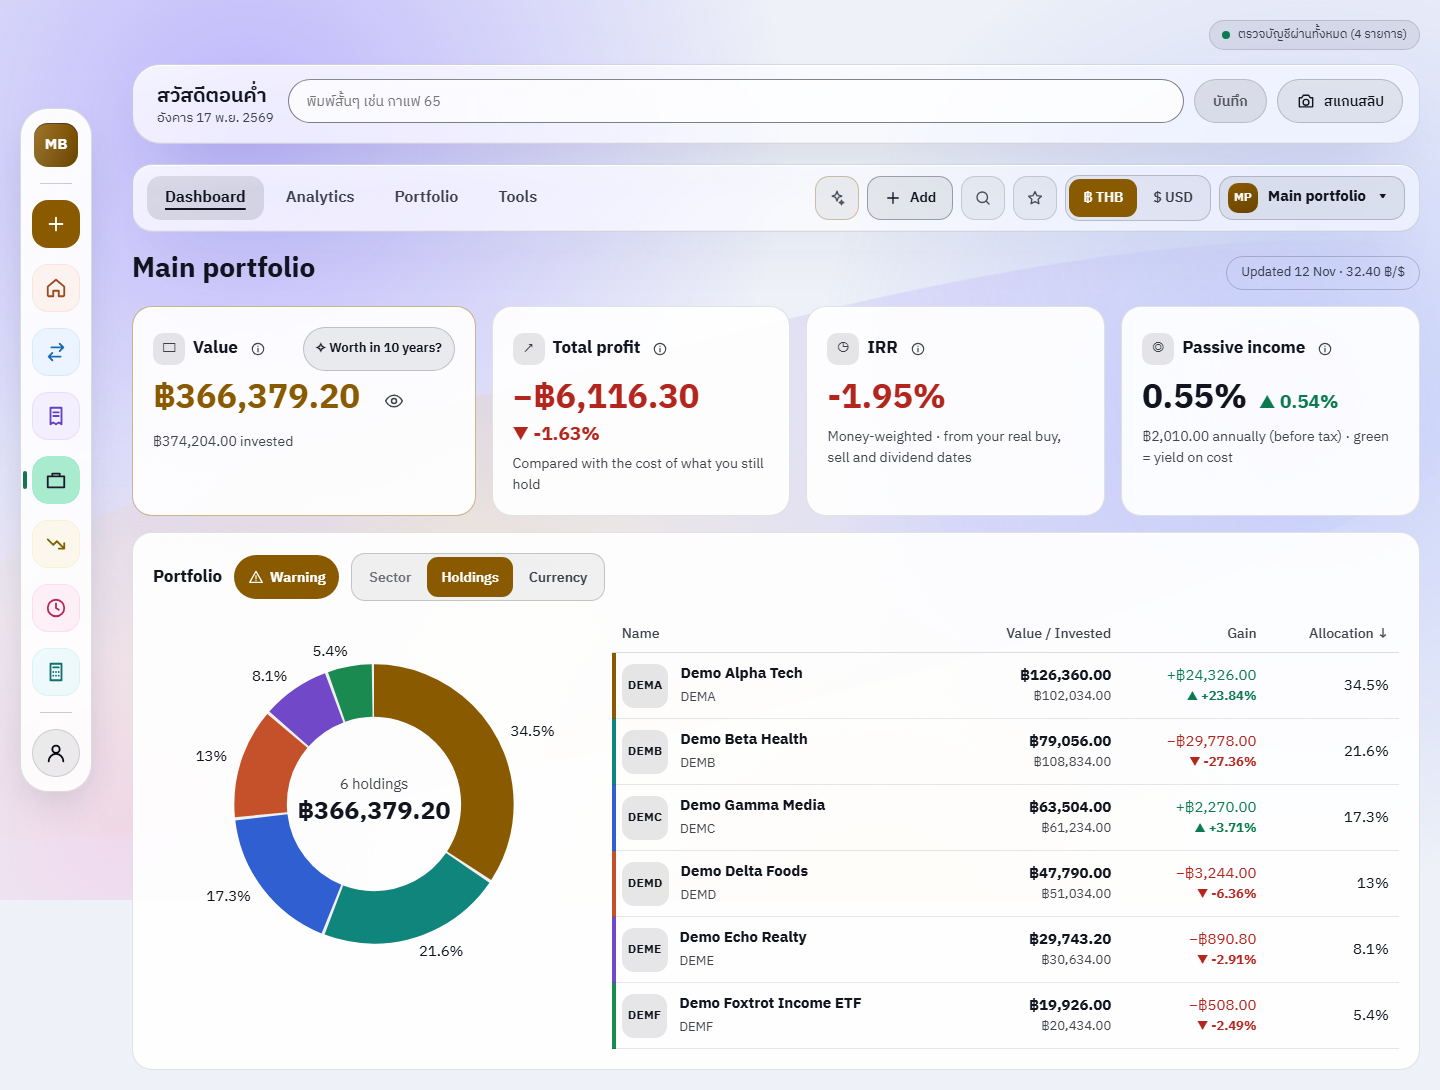 ตรวจบัญชีผ่านทั้งหมด (4 รายการ)
MB
สวัสดีตอนค่ำ
อังคาร 17 พ.ย. 2569
พิมพ์สั้นๆ เช่น กาแฟ 65
บันทึก
สแกนสลิป
Dashboard Analytics Portfolio Tools
Add
฿ THB $ USD
MP Main portfolio
Main portfolio
Updated 12 Nov · 32.40 ฿/$
Value
Worth in 10 years?
฿366,379.20
฿374,204.00 invested
Total profit
−฿6,116.30
▼ -1.63%
Compared with the cost of what you still
hold
IRR
-1.95%
Money-weighted · from your real buy,
sell and dividend dates
Passive income
0.55% ▲ 0.54%
฿2,010.00 annually (before tax) · green
= yield on cost
Portfolio
Warning
Sector Holdings Currency
5.4%
8.1%
34.5%
13%
6 holdings
฿366,379.20
17.3%
21.6%
Name Value / Invested Gain Allocation ↓
DEMA Demo Alpha Tech ฿126,360.00 +฿24,326.00 34.5%
DEMA ฿102,034.00 ▲ +23.84%
DEMB Demo Beta Health ฿79,056.00 −฿29,778.00 21.6%
DEMB ฿108,834.00 ▼ -27.36%
DEMC Demo Gamma Media ฿63,504.00 +฿2,270.00 17.3%
DEMC ฿61,234.00 ▲ +3.71%
DEMD Demo Delta Foods ฿47,790.00 −฿3,244.00 13%
DEMD ฿51,034.00 ▼ -6.36%
DEME Demo Echo Realty ฿29,743.20 −฿890.80 8.1%
DEME ฿30,634.00 ▼ -2.91%
DEMF Demo Foxtrot Income ETF ฿19,926.00 −฿508.00 5.4%
DEMF ฿20,434.00 ▼ -2.49%